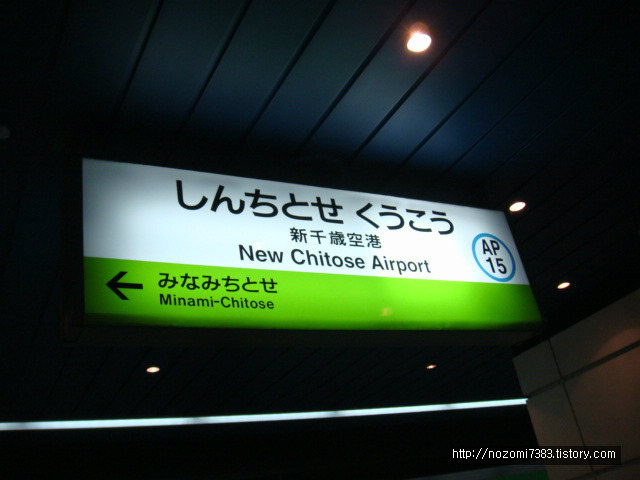 しんちとせ くうこう
新千歳空港
New Chitose Airport
AP
15
← みなみちとせ
Minami-Chitose
http://nozomi7383.tistory.com